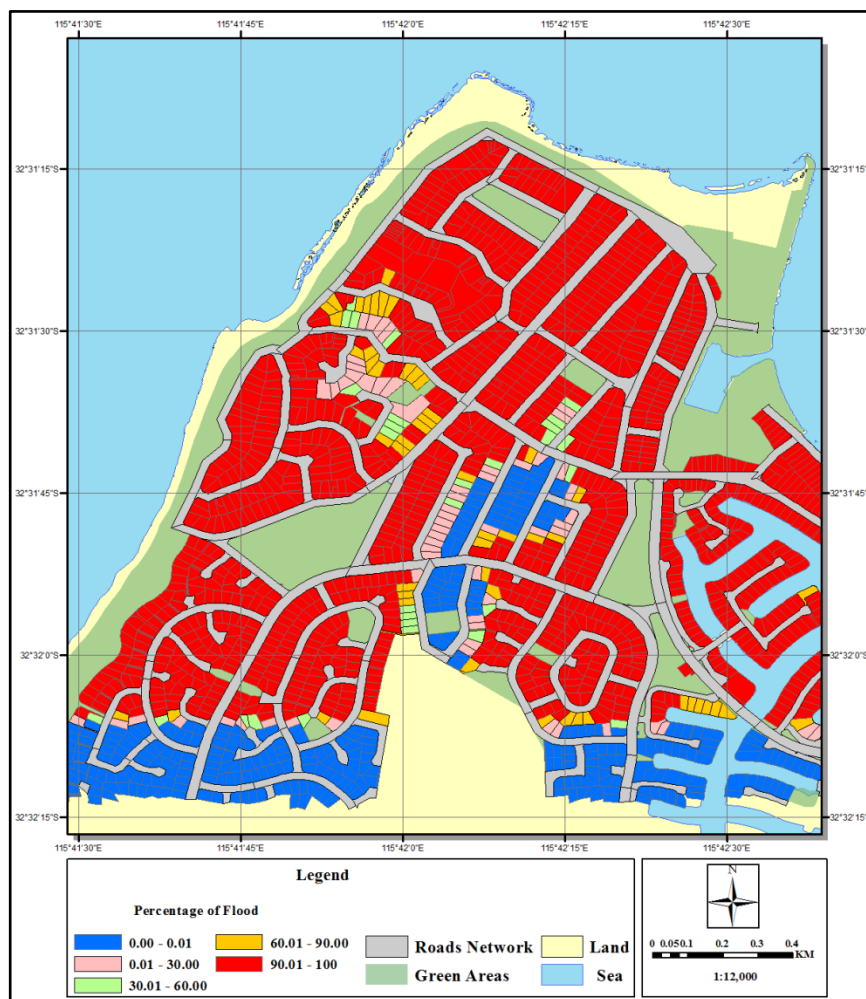 115°41'30"E 115°41'45"E 115°42'0"E 115°42'15"E 115°42'30"E
32°31'15"S 32°31'15"S
32°31'30"S 32°31'30"S
32°31'45"S 32°31'45"S
32°32'0"S 32°32'0"S
32°32'15"S 32°32'15"S
115°41'30"E 115°41'45"E 115°42'0"E 115°42'15"E 115°42'30"E
Legend
Percentage of Flood
0.00 - 0.01
0.01 - 30.00
30.01 - 60.00
60.01 - 90.00
90.01 - 100
Roads Network
Green Areas
Land
Sea
N
0 0.05 0.1 0.2 0.3 0.4
KM
1:12,000